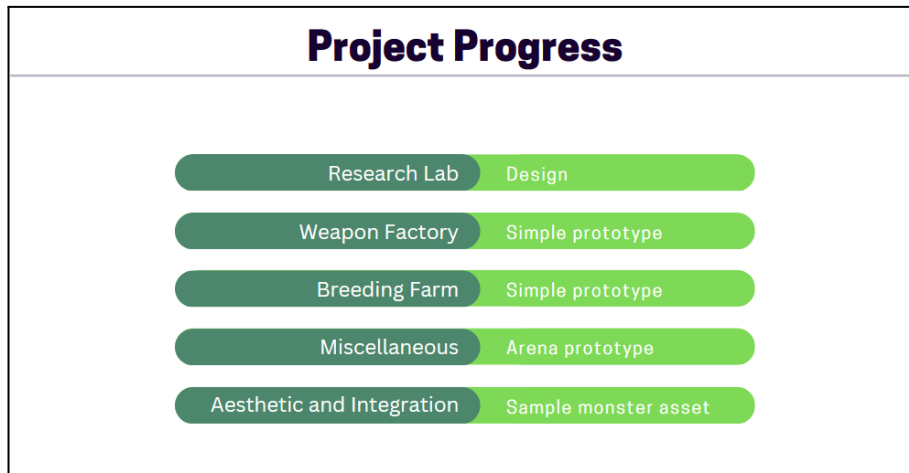 Project Progress
Research Lab Design
Weapon Factory Simple prototype
Breeding Farm Simple prototype
Miscellaneous Arena prototype
Aesthetic and Integration Sample monster asset